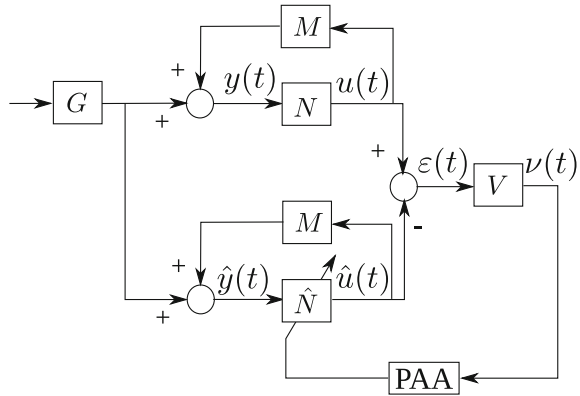 M
+
y(t)
u(t)
G
N
+
+
ε(t)
ν(t)
V
M
-
+
ŷ(t)
û(t)
N̂
+
PAA